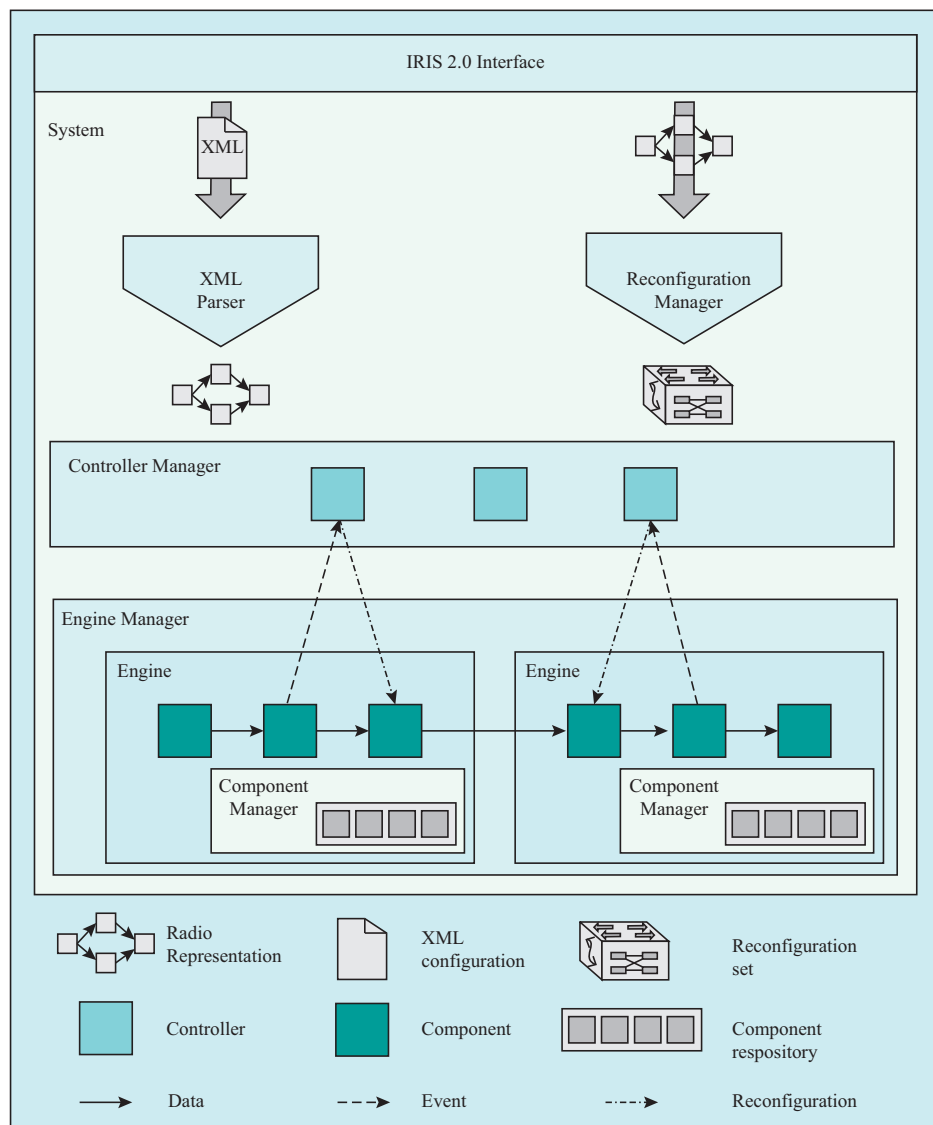 IRIS 2.0 Interface
System
XML
XML
Parser
Reconfiguration
Manager
Controller Manager
Engine Manager
Engine
Engine
Component
Manager
Component
Manager
Radio
Representation
XML
configuration
Reconfiguration
set
Controller
Component
Component
respository
Data
Event
Reconfiguration